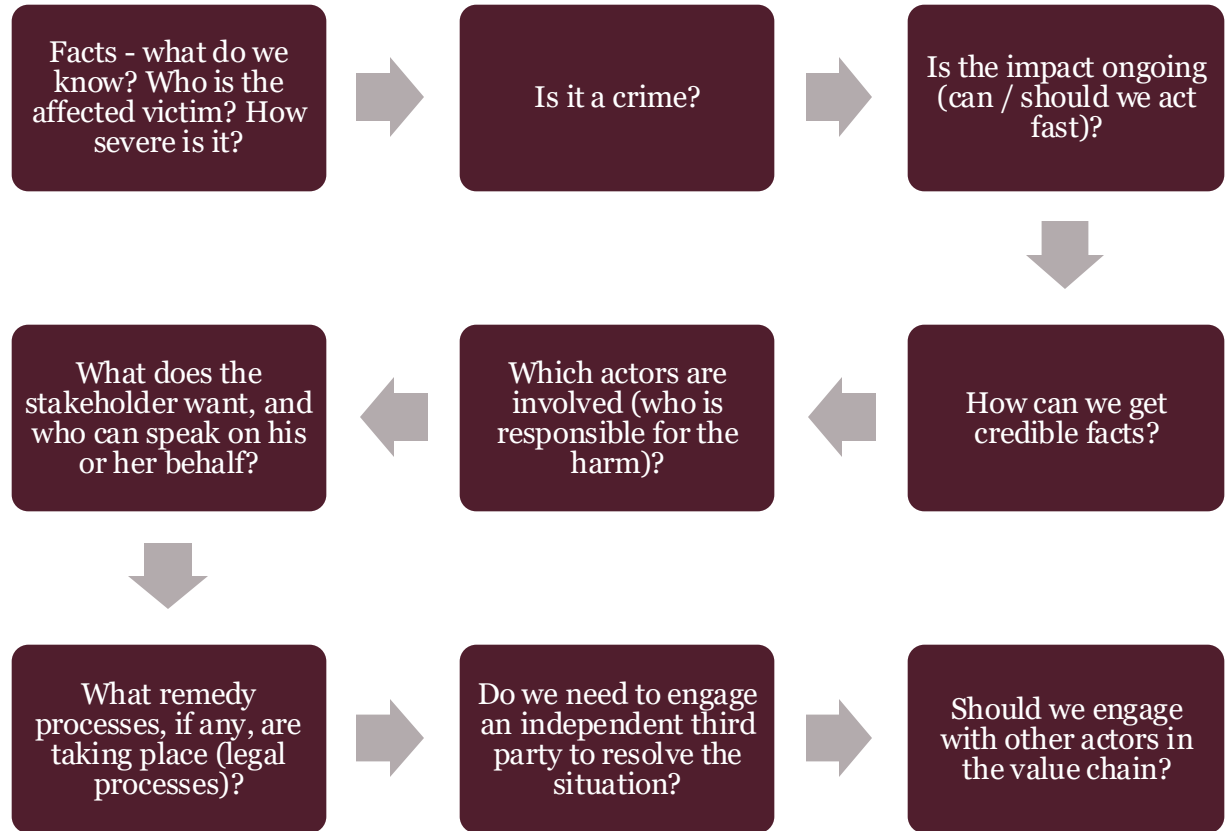 Facts - what do we
know? Who is the
affected victim? How
severe is it?
Is it a crime?
Is the impact ongoing
(can / should we act
fast)?
How can we get
credible facts?
Which actors are
involved (who is
responsible for the
harm)?
What does the
stakeholder want, and
who can speak on his
or her behalf?
What remedy
processes, if any, are
taking place (legal
processes)?
Do we need to engage
an independent third
party to resolve the
situation?
Should we engage
with other actors in
the value chain?